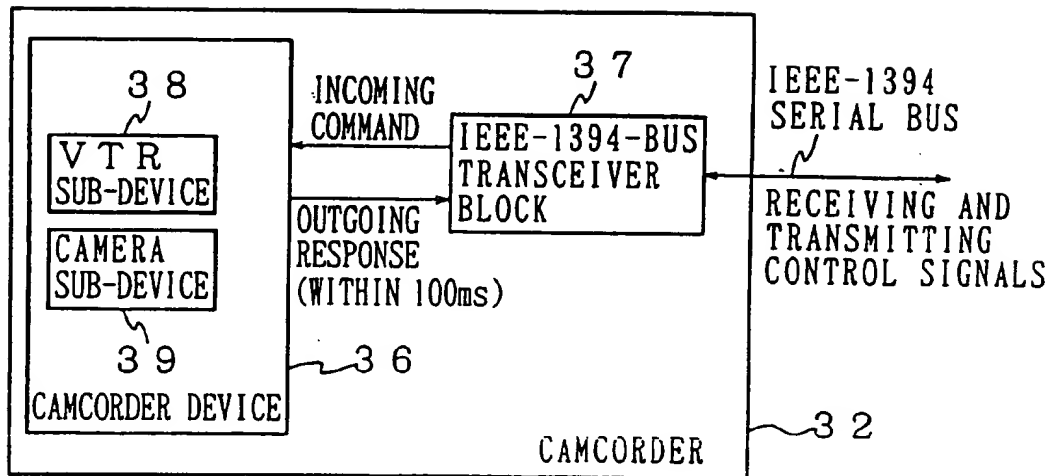 38
VTR
SUB-DEVICE
CAMERA
SUB-DEVICE
39
CAMCORDER DEVICE
36
INCOMING
COMMAND
OUTGOING
RESPONSE
(WITHIN 100ms)
37
IEEE-1394-BUS
TRANSCEIVER
BLOCK
IEEE-1394
SERIAL BUS
RECEIVING AND
TRANSMITTING
CONTROL SIGNALS
CAMCORDER
32